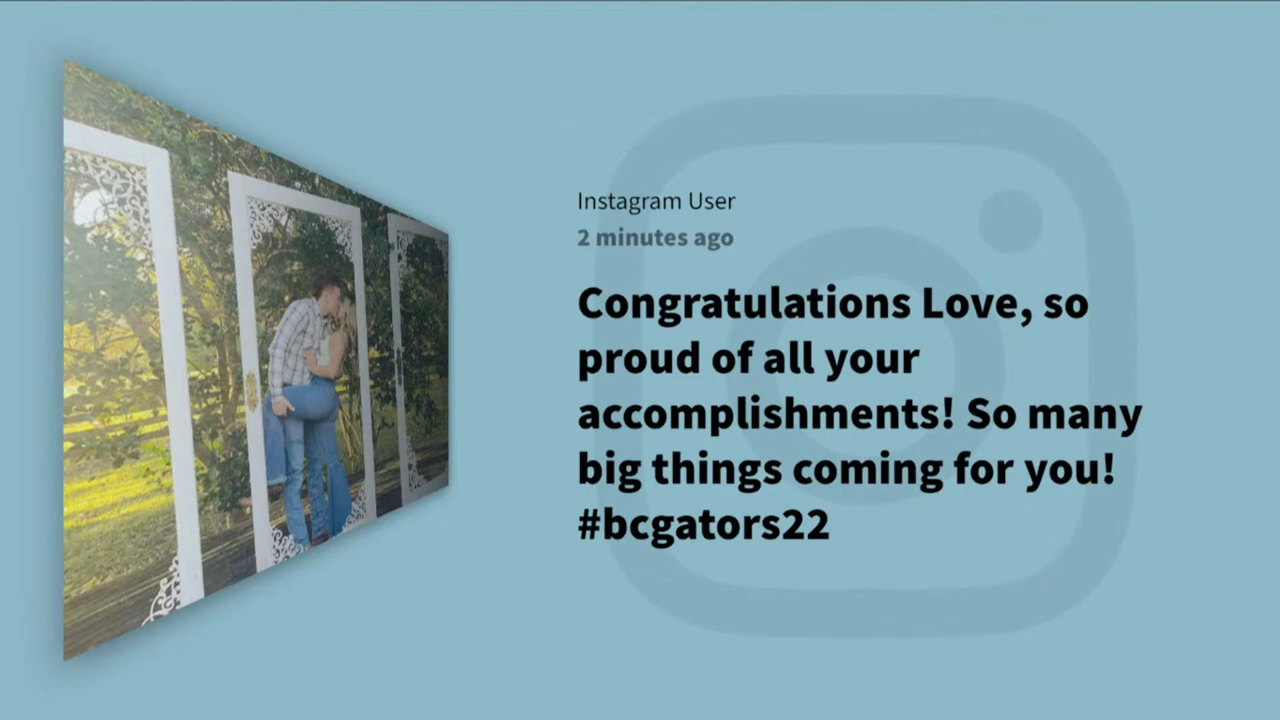 Instagram User
2 minutes ago
Congratulations Love, so
proud of all your
accomplishments! So many
big things coming for you!
#bcgators22